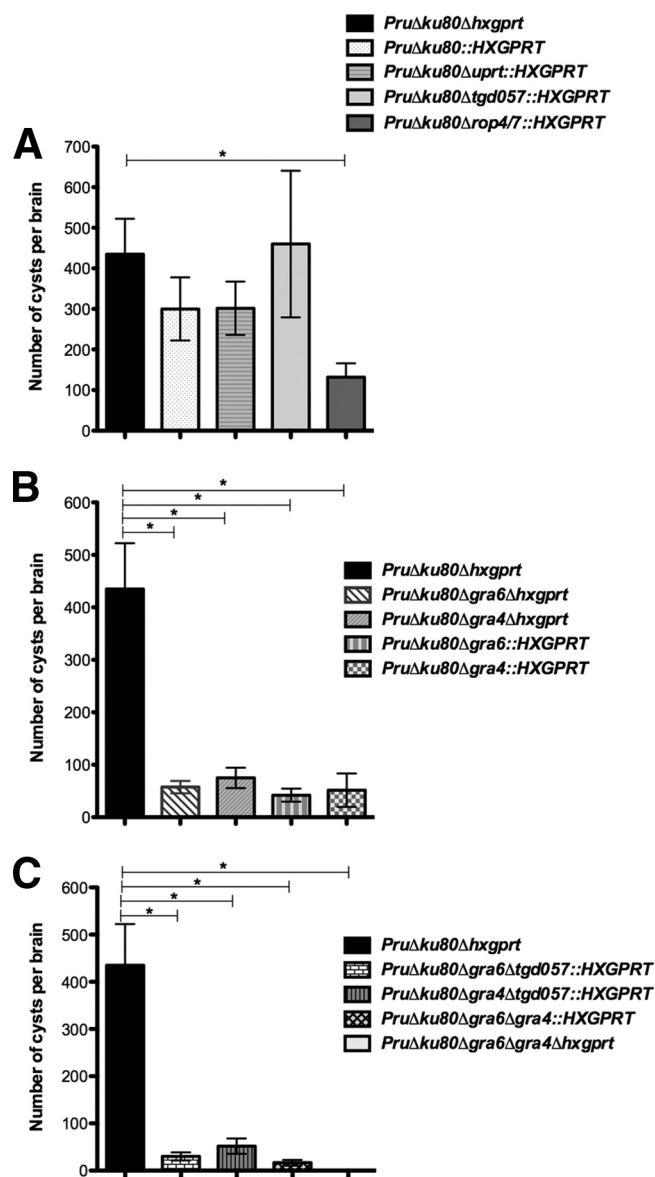 PruΔku80Δhxgprt
PruΔku80::HXGPRT
PruΔku80Δuprt::HXGPRT
PruΔku80Δtgd057::HXGPRT
PruΔku80Δrop4/7::HXGPRT
A
Number of cysts per brain
700
600
500
400
300
200
100
0
*
B
Number of cysts per brain
600
500
400
300
200
100
0
*
*
*
*
PruΔku80Δhxgprt
PruΔku80Δgra6Δhxgprt
PruΔku80Δgra4Δhxgprt
PruΔku80Δgra6::HXGPRT
PruΔku80Δgra4::HXGPRT
C
Number of cysts per brain
600
500
400
300
200
100
0
*
*
*
*
PruΔku80Δhxgprt
PruΔku80Δgra6Δtgd057::HXGPRT
PruΔku80Δgra4Δtgd057::HXGPRT
PruΔku80Δgra6Δgra4::HXGPRT
PruΔku80Δgra6Δgra4Δhxgprt